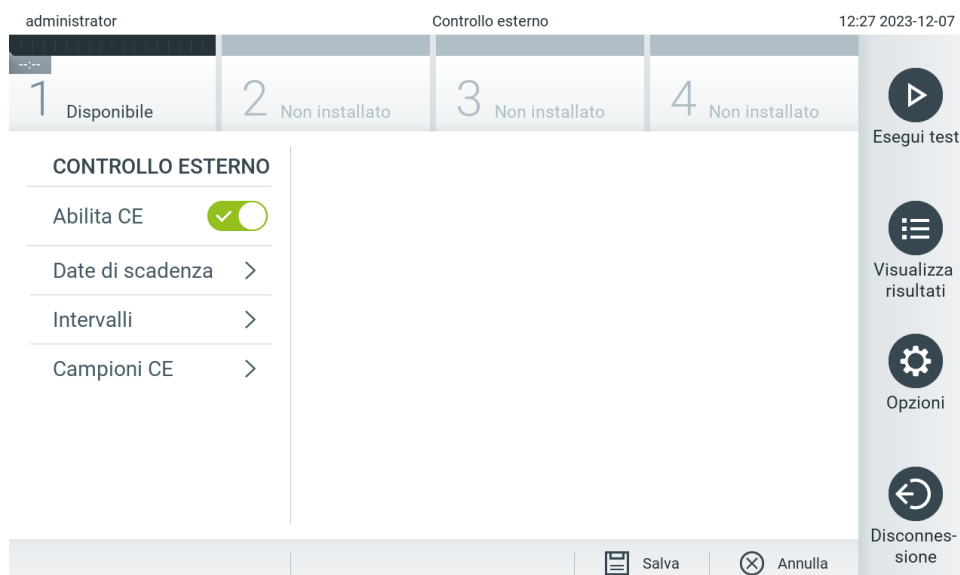 administrator Controllo esterno 12:27 2023-12-07
--:--
1 Disponibile 2 Non installato 3 Non installato 4 Non installato
Esegui test
CONTROLLO ESTERNO
Abilita CE
Date di scadenza
Intervalli
Campioni CE
Visualizza
risultati
Opzioni
Disconnes-
sione
Salva Annulla